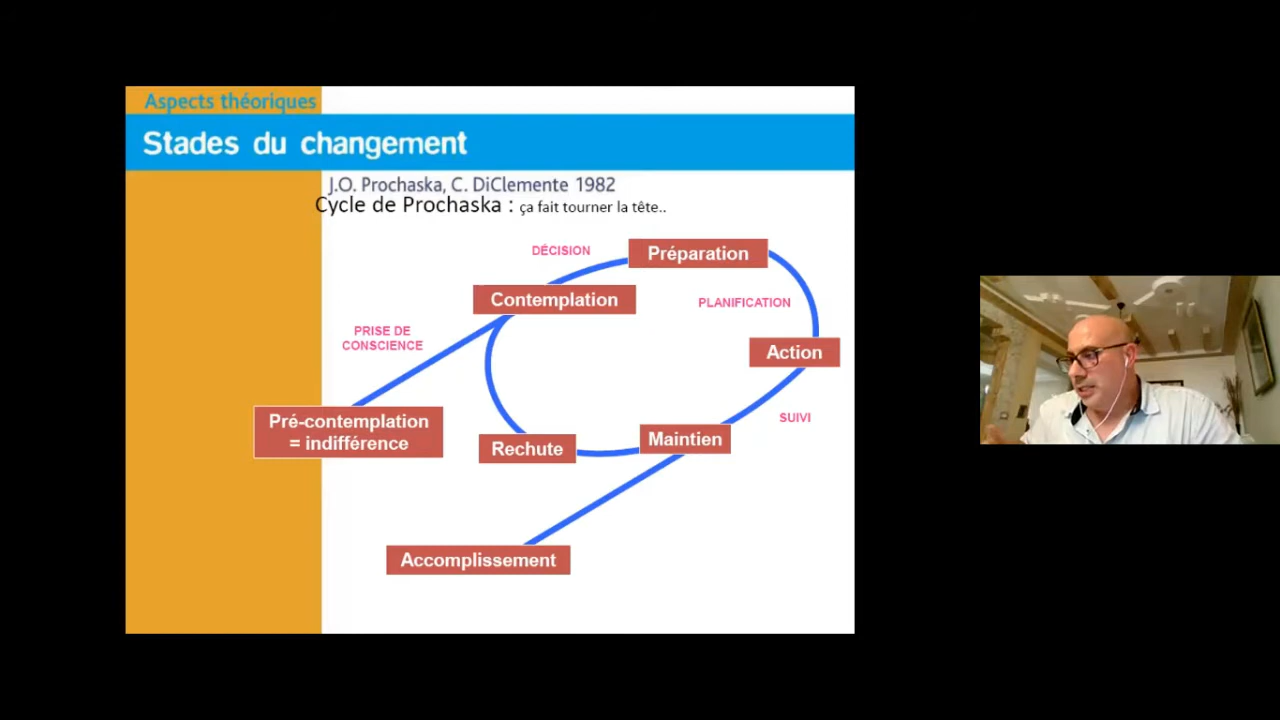 Aspects théoriques
Stades du changement
J.O. Prochaska, C. DiClemente 1982
Cycle de Prochaska : ça fait tourner la tête..
DÉCISION
Préparation
Contemplation
PLANIFICATION
PRISE DE
CONSCIENCE
Action
Pré-contemplation
= indifférence
SUIVI
Rechute
Maintien
Accomplissement